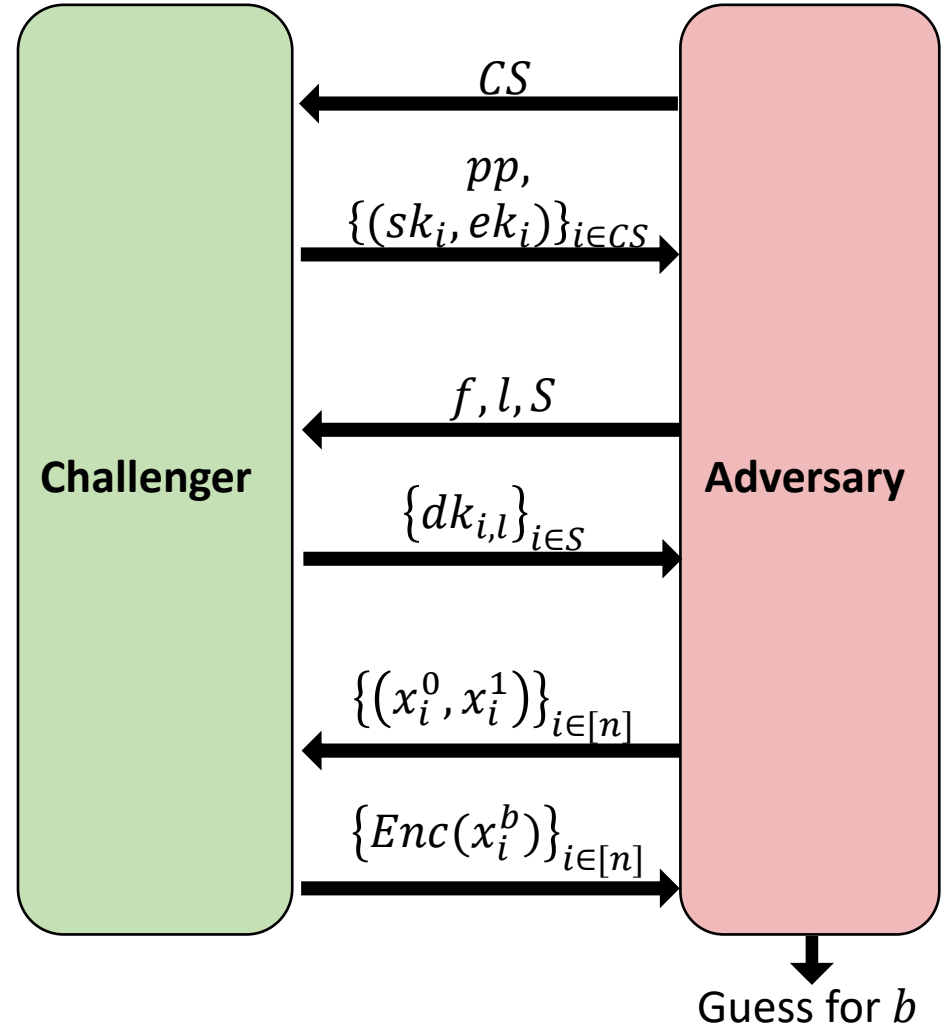 CS
pp,
{(sk_i, ek_i)}_{i∈CS}
f, l, S
Challenger
Adversary
{dk_{i,l}}_{i∈S}
{(x_i^0, x_i^1)}_{i∈[n]}
{Enc(x_i^b)}_{i∈[n]}
Guess for b